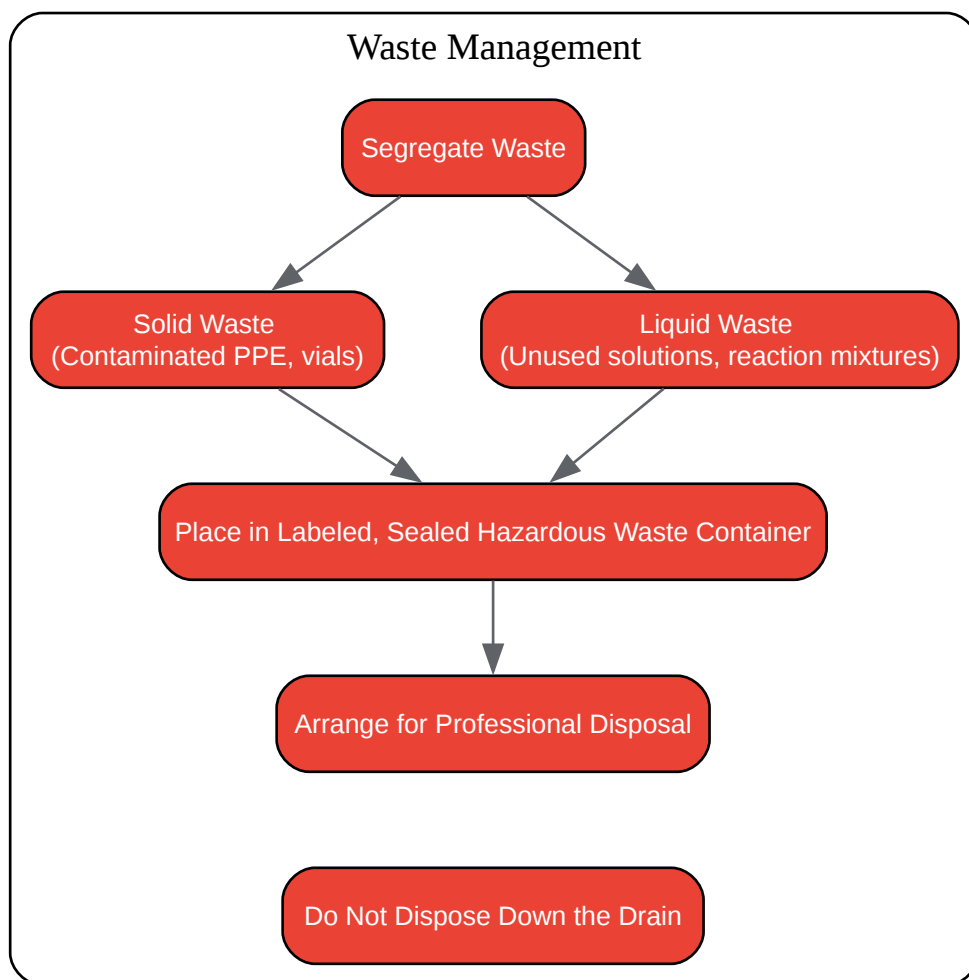 Waste Management
Segregate Waste
Solid Waste
(Contaminated PPE, vials)
Liquid Waste
(Unused solutions, reaction mixtures)
Place in Labeled, Sealed Hazardous Waste Container
Arrange for Professional Disposal
Do Not Dispose Down the Drain